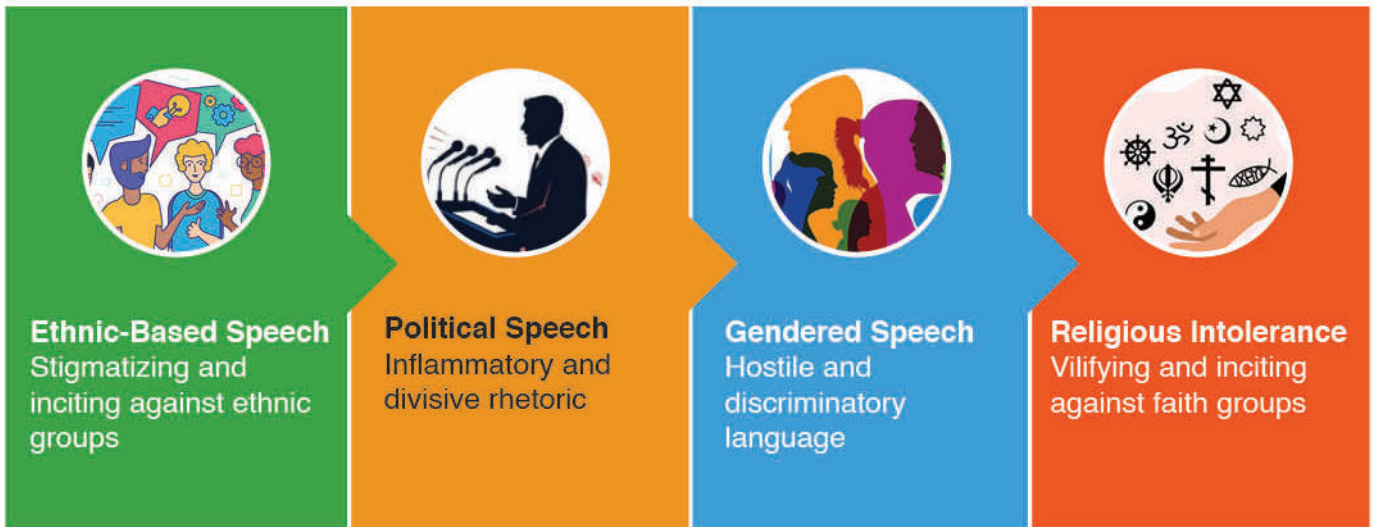 Ethnic-Based Speech
Stigmatizing and
inciting against ethnic
groups
Political Speech
Inflammatory and
divisive rhetoric
Gendered Speech
Hostile and
discriminatory
language
Religious Intolerance
Vilifying and inciting
against faith groups